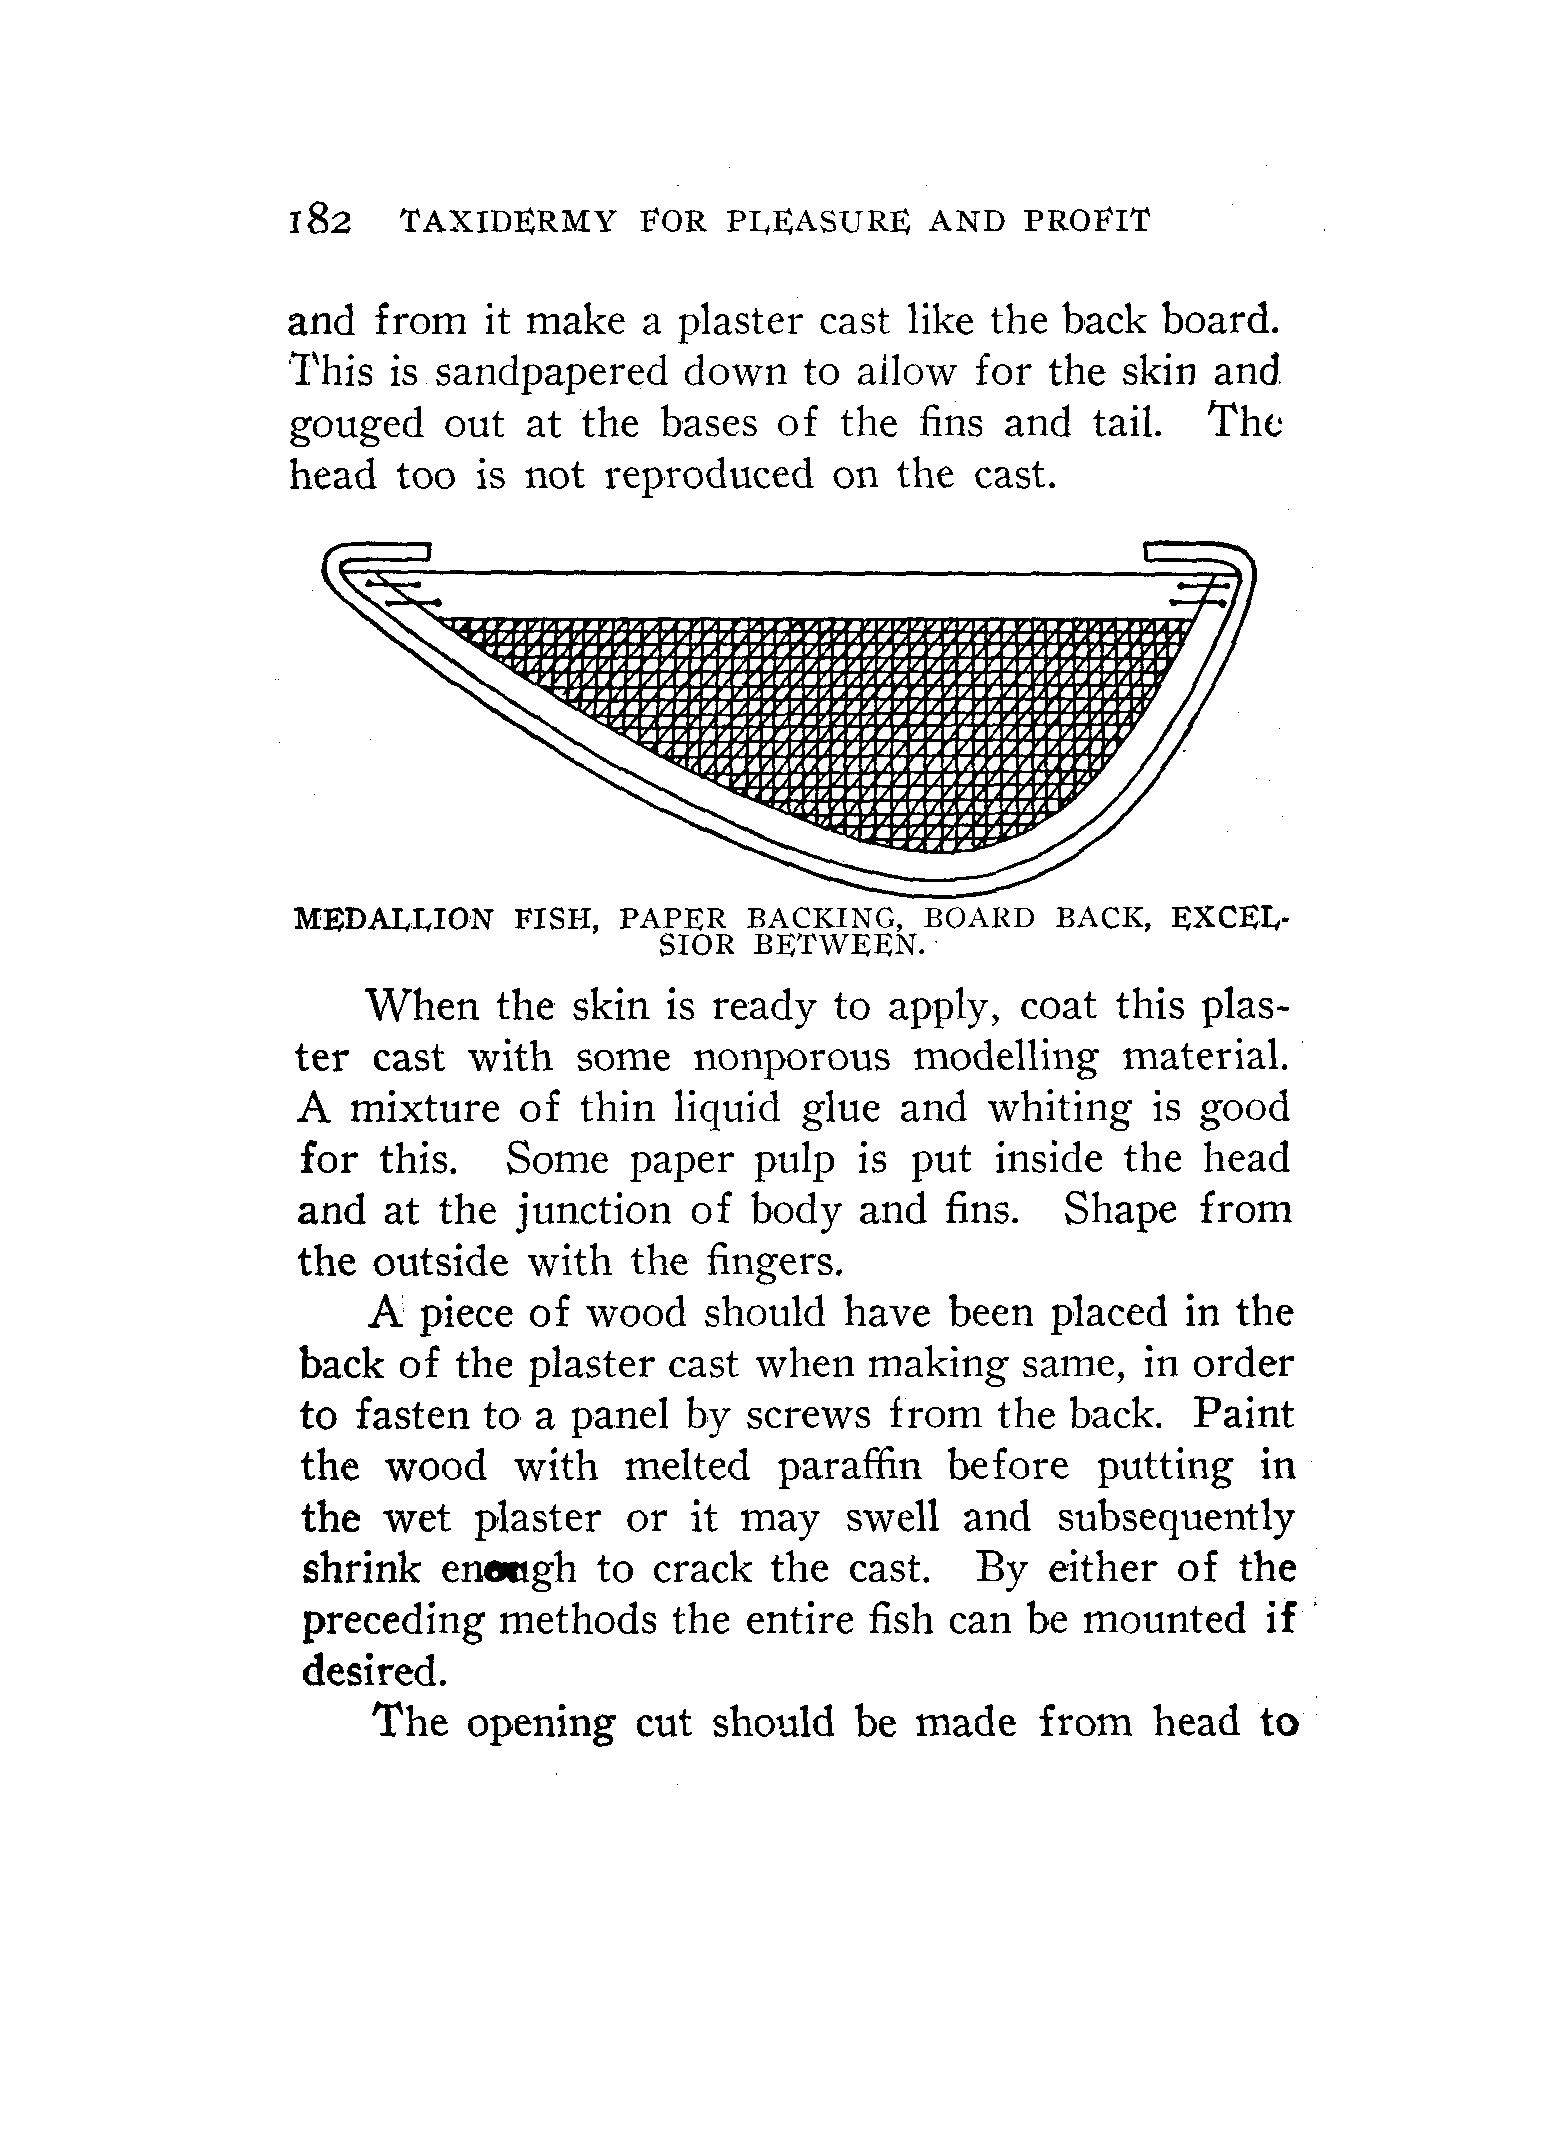 182 TAXIDERMY FOR PLEASURE AND PROFIT
and from it make a plaster cast like the back board.
This is sandpapered down to allow for the skin and
gouged out at the bases of the fins and tail. The
head too is not reproduced on the cast.
MEDALLION FISH, PAPER BACKING, BOARD BACK, EXCEL-
SIOR BETWEEN.
When the skin is ready to apply, coat this plas-
ter cast with some nonporous modelling material.
A mixture of thin liquid glue and whiting is good
for this. Some paper pulp is put inside the head
and at the junction of body and fins. Shape from
the outside with the fingers.
A piece of wood should have been placed in the
back of the plaster cast when making same, in order
to fasten to a panel by screws from the back. Paint
the wood with melted paraffin before putting in
the wet plaster or it may swell and subsequently
shrink enough to crack the cast. By either of the
preceding methods the entire fish can be mounted if
desired.
The opening cut should be made from head to